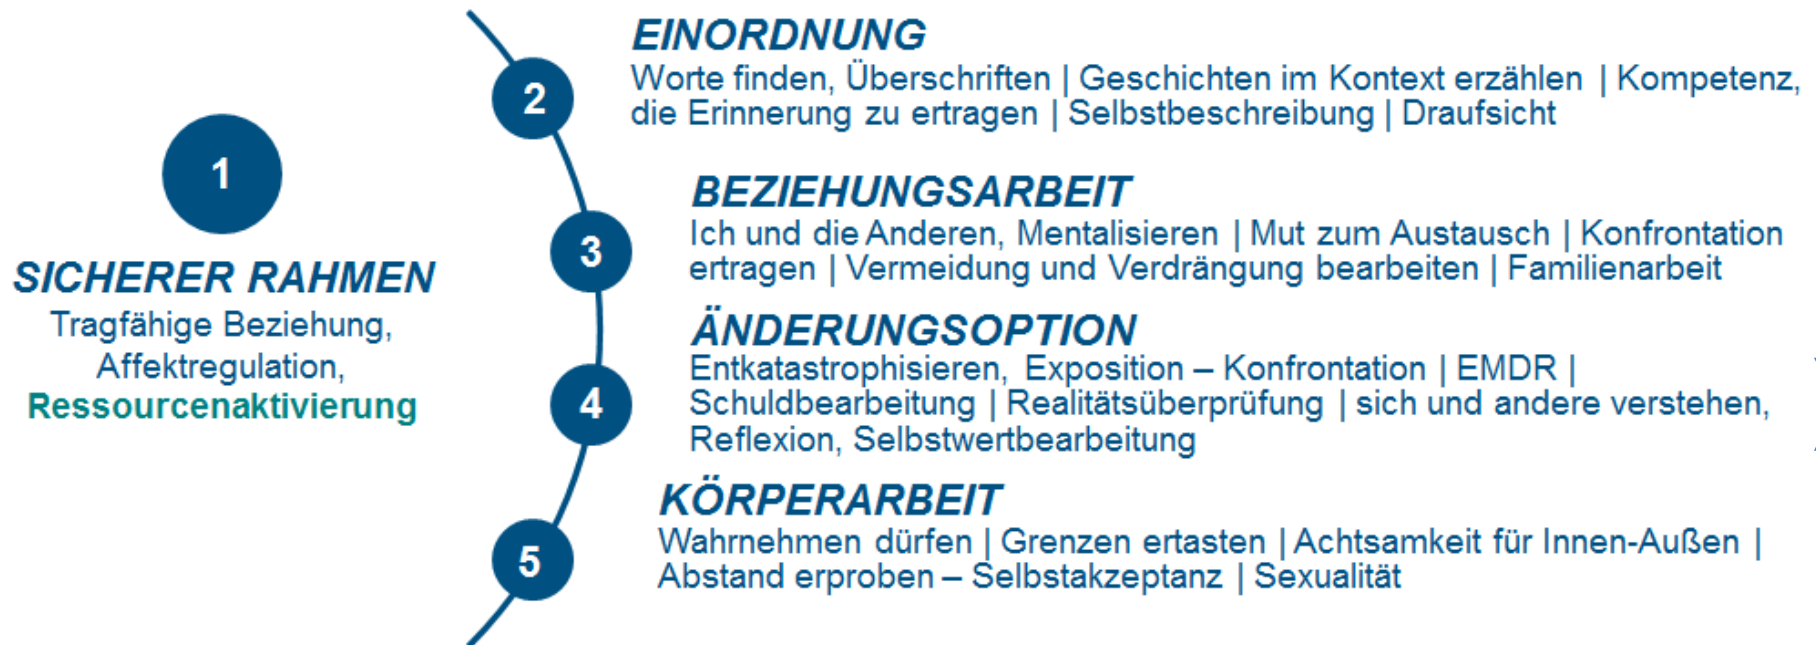 1
SICHERER RAHMEN
Tragfähige Beziehung,
Affektregulation,
Ressourcenaktivierung
2
EINORDNUNG
Worte finden, Überschriften | Geschichten im Kontext erzählen | Kompetenz,
die Erinnerung zu ertragen | Selbstbeschreibung | Draufsicht
3
BEZIEHUNGSARBEIT
Ich und die Anderen, Mentalisieren | Mut zum Austausch | Konfrontation
ertragen | Vermeidung und Verdrängung bearbeiten | Familienarbeit
4
ÄNDERUNGSOPTION
Entkatastrophisieren, Exposition – Konfrontation | EMDR |
Schuldbearbeitung | Realitätsüberprüfung | sich und andere verstehen,
Reflexion, Selbstwertbearbeitung
5
KÖRPERARBEIT
Wahrnehmen dürfen | Grenzen ertasten | Achtsamkeit für Innen-Außen |
Abstand erproben – Selbstakzeptanz | Sexualität